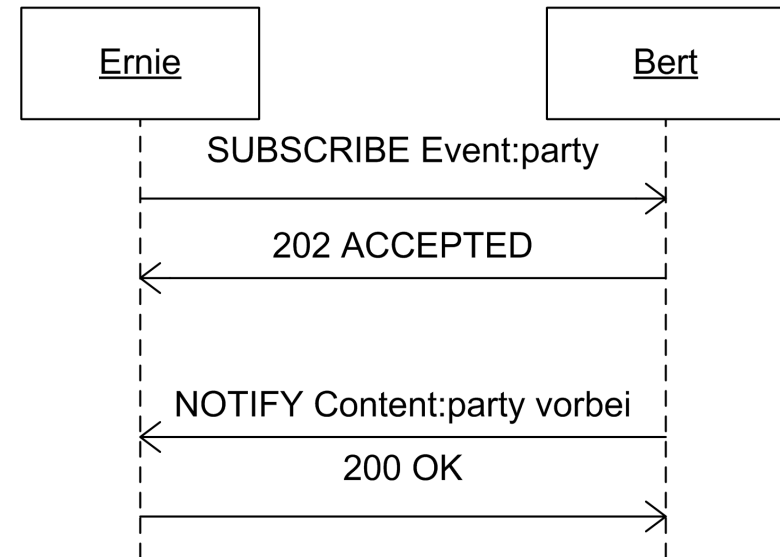 Ernie
Bert
SUBSCRIBE Event:party
202 ACCEPTED
NOTIFY Content:party vorbei
200 OK